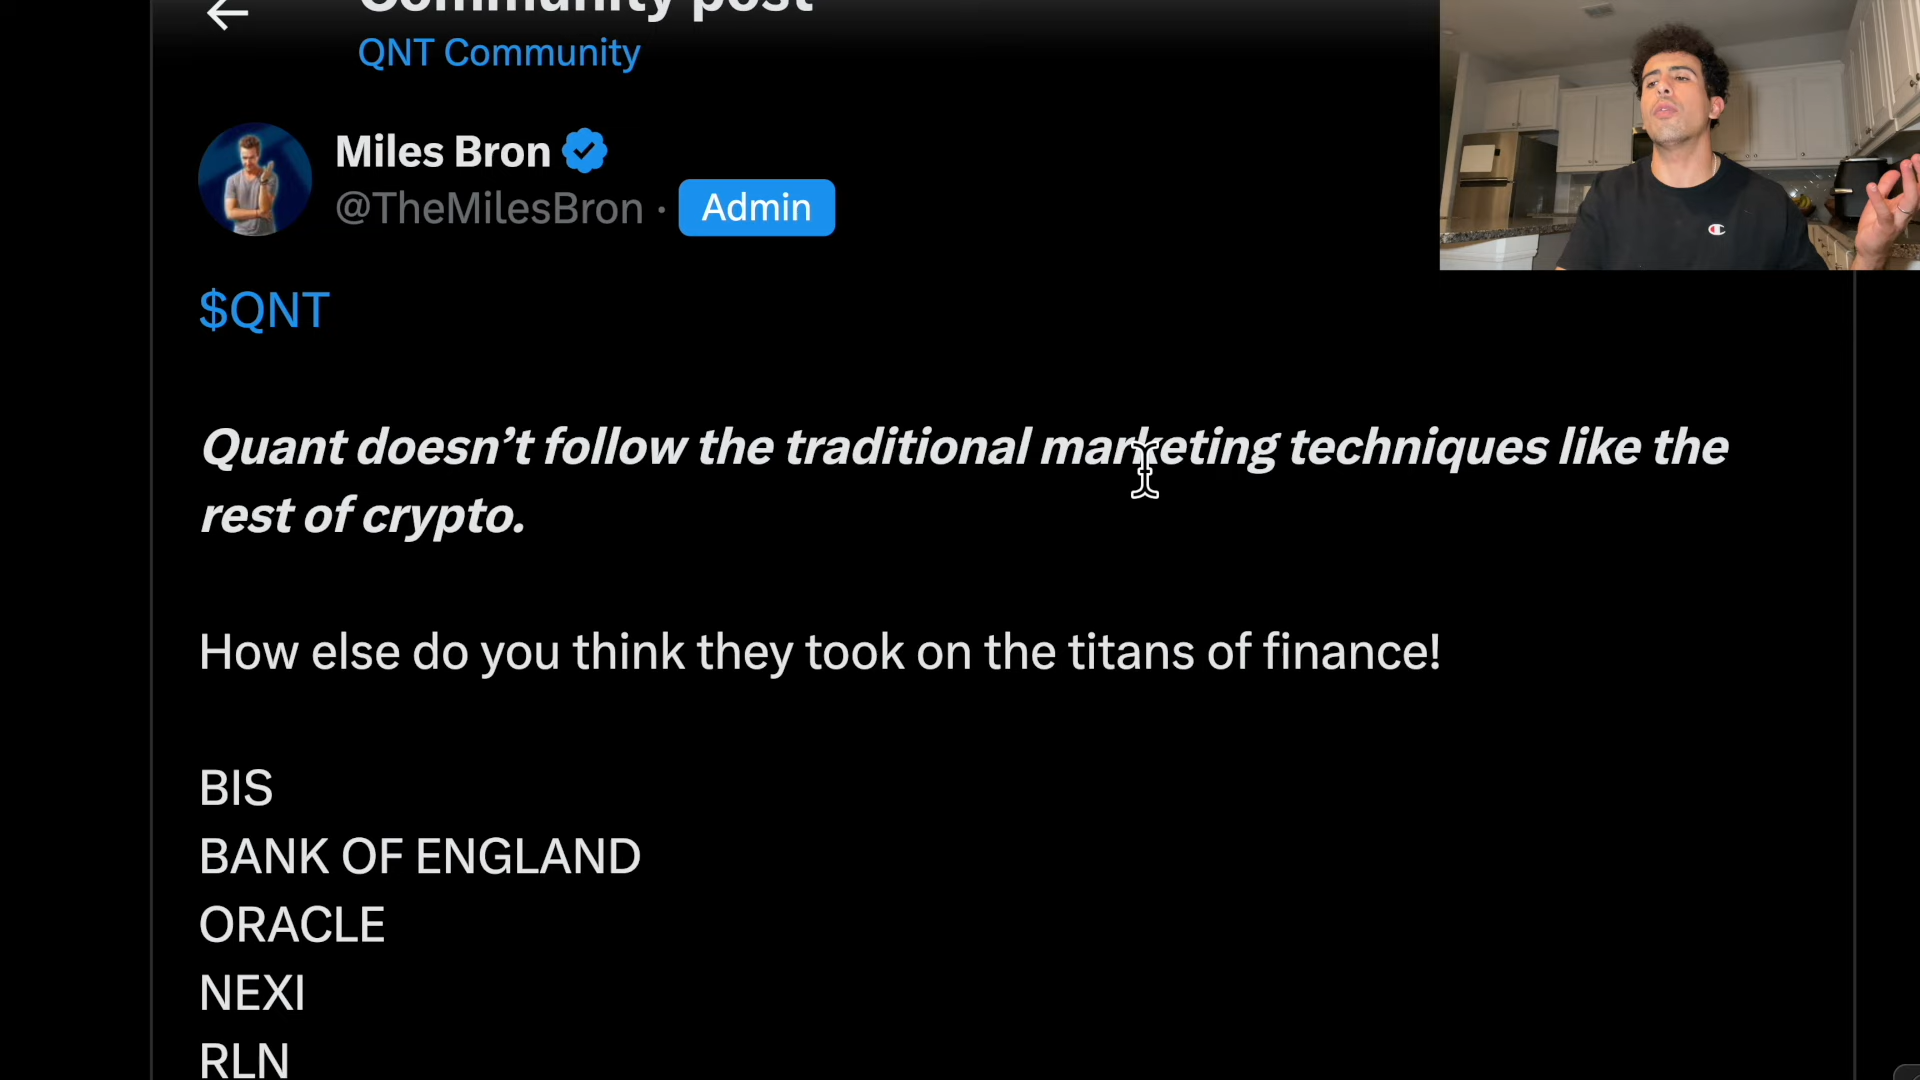 Community post
QNT Community
Miles Bron
@TheMilesBron · Admin
$QNT
Quant doesn’t follow the traditional marketing techniques like the
rest of crypto.
How else do you think they took on the titans of finance!
BIS
BANK OF ENGLAND
ORACLE
NEXI
RLN